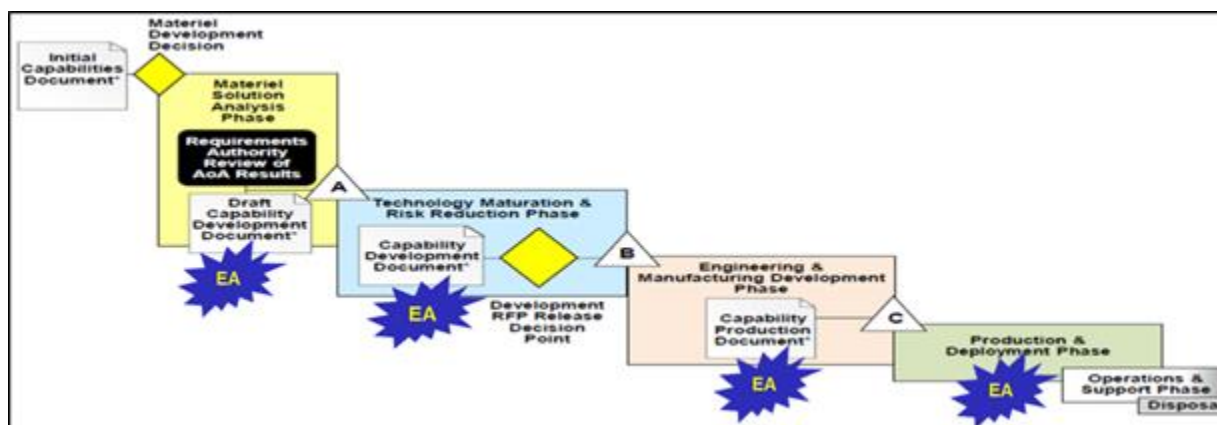 Materiel
Development
Decision
Initial
Capabilities
Document*
Materiel
Solution
Analysis
Phase
Requirements
Authority
Review of
AoA Results
A
Draft
Capability
Development
Document*
EA
Technology Maturation &
Risk Reduction Phase
Capability
Development
Document*
EA
B
Development
RFP Release
Decision
Point
Engineering &
Manufacturing Development
Phase
Capability
Production
Document*
EA
C
Production &
Deployment Phase
EA
Operations &
Support Phase
Disposa